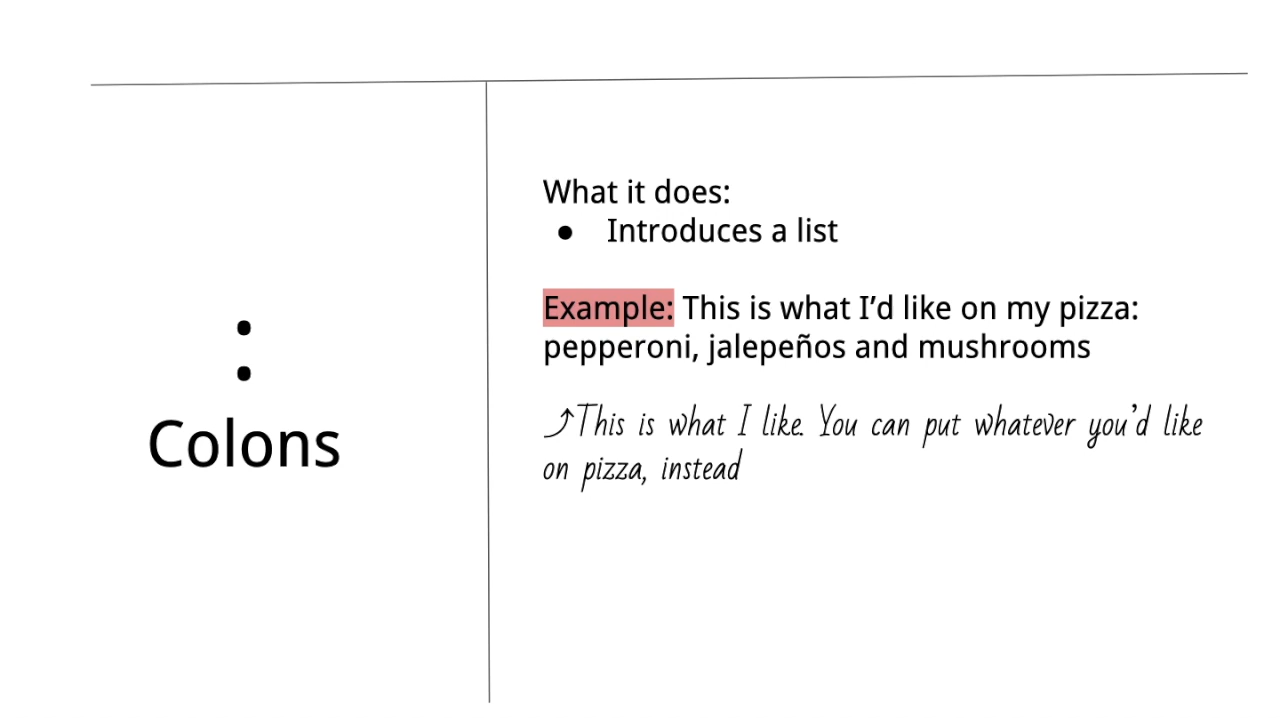 :
Colons
What it does:
● Introduces a list
Example: This is what I’d like on my pizza:
pepperoni, jalepeños and mushrooms
⤴This is what I like. You can put whatever you’d like
on pizza, instead